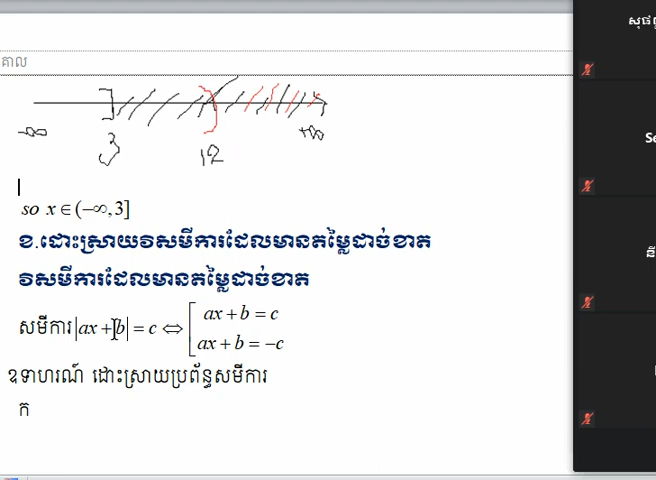 គោល
-∞ 3 12 +∞
so x ∈ (−∞, 3]
ខ.ដោះស្រាយវិសមីការដែលមានតម្លៃដាច់ខាត
វិសមីការដែលមានតម្លៃដាច់ខាត
សមីការ |ax + b| = c ⇔ [ ax + b = c
ax + b = −c
ឧទាហរណ៍ ដោះស្រាយប្រព័ន្ធសមីការ
ក
Se